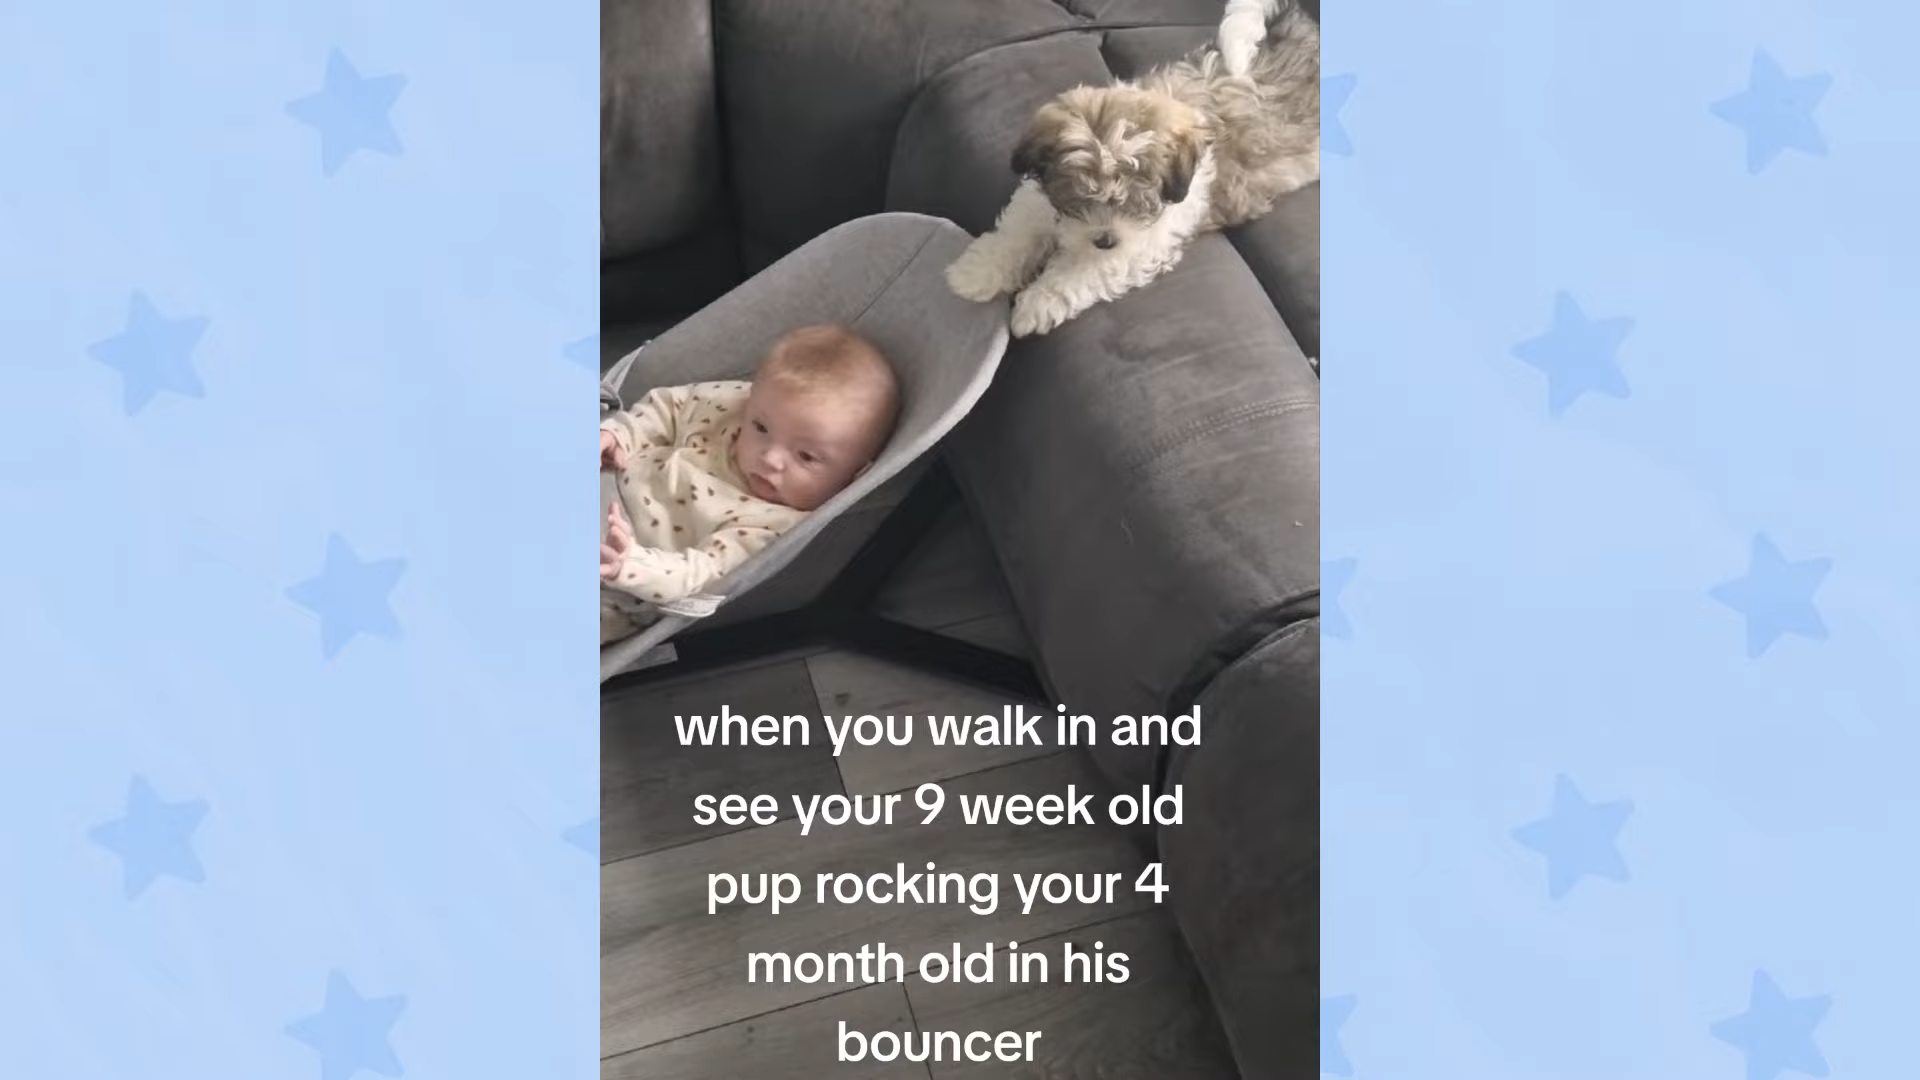 when you walk in and
see your 9 week old
pup rocking your 4
month old in his
bouncer